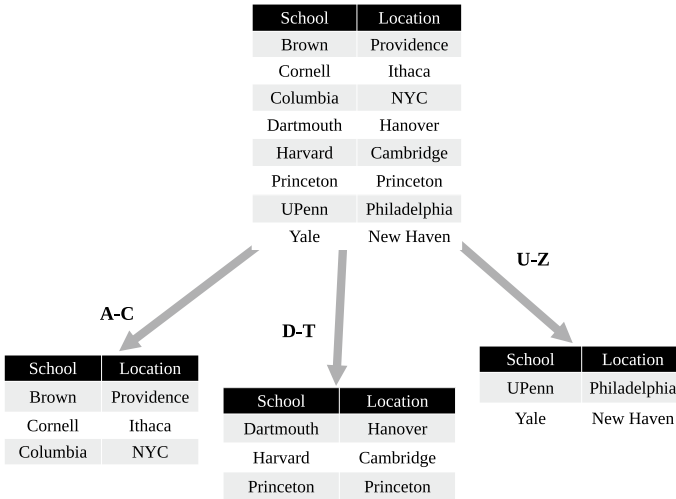 School Location
Brown Providence
Cornell Ithaca
Columbia NYC
Dartmouth Hanover
Harvard Cambridge
Princeton Princeton
UPenn Philadelphia
Yale New Haven
A-C
D-T
U-Z
School Location
Brown Providence
Cornell Ithaca
Columbia NYC
School Location
Dartmouth Hanover
Harvard Cambridge
Princeton Princeton
School Location
UPenn Philadelphia
Yale New Haven